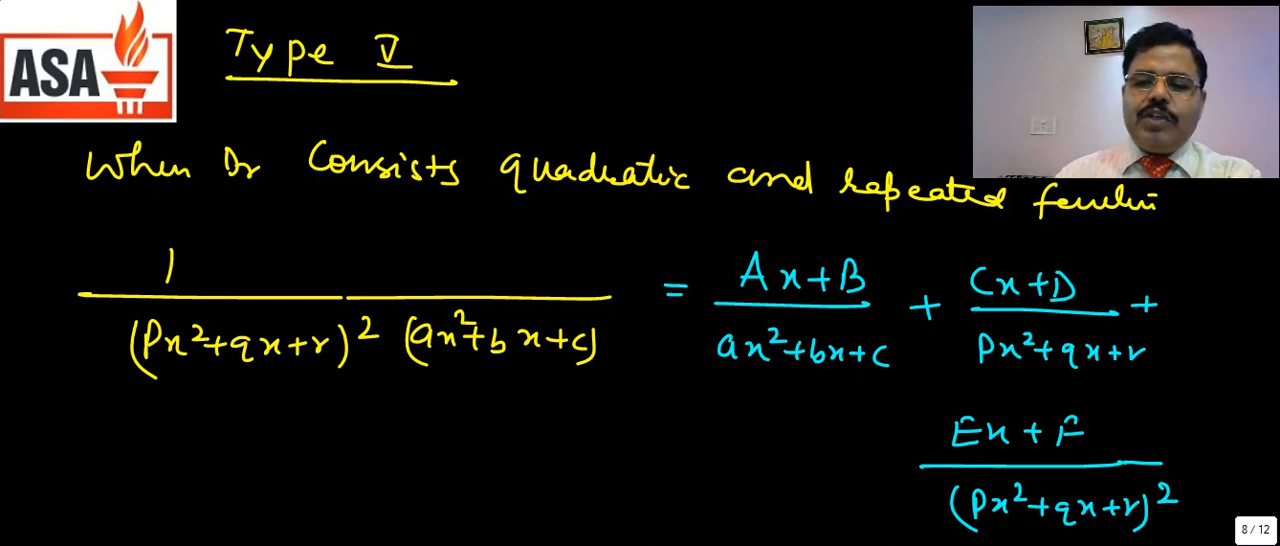 ASA
Type V
When Dr Consists quadratic and repeated
1 / (Px²+qx+r)² (ax²+bx+c) = Ax+B / ax²+bx+c + Cx+D / Px²+qx+r +
Ex+F / (Px²+qx+r)²
8 / 12